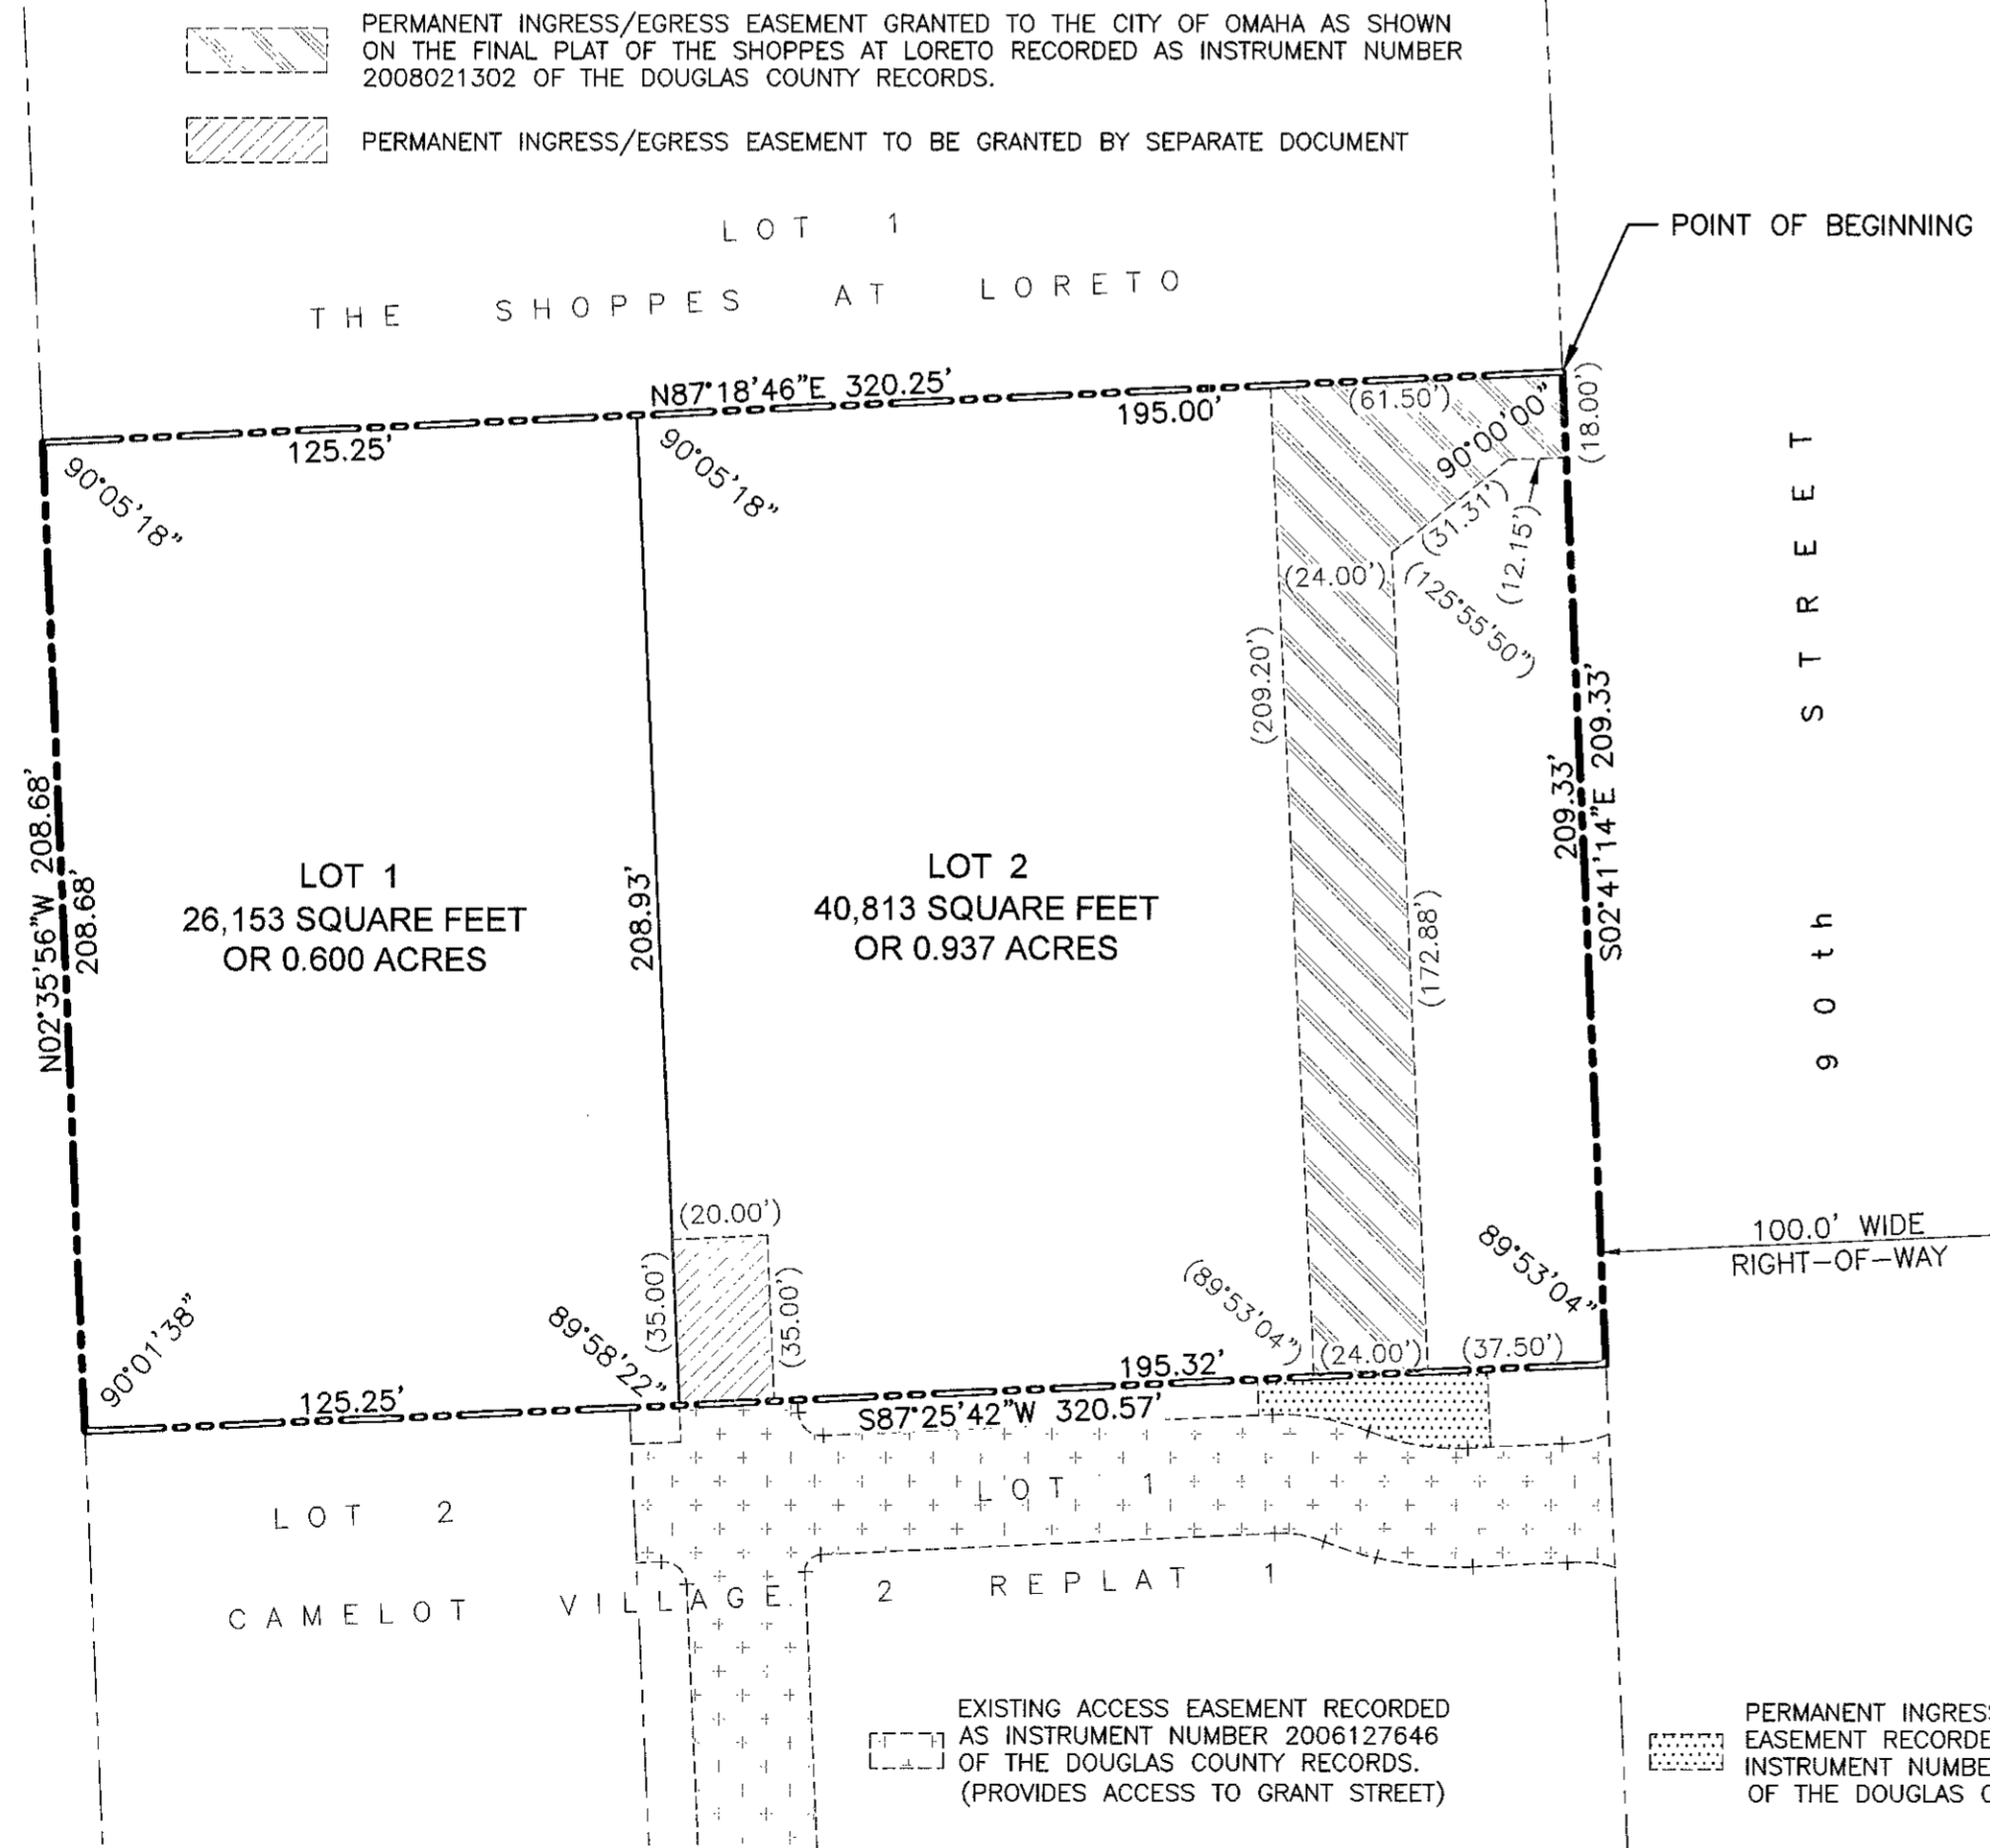 PERMANENT INGRESS/EGRESS EASEMENT GRANTED TO THE CITY OF OMAHA AS SHOWN
ON THE FINAL PLAT OF THE SHOPPES AT LORETO RECORDED AS INSTRUMENT NUMBER
2008021302 OF THE DOUGLAS COUNTY RECORDS.
PERMANENT INGRESS/EGRESS EASEMENT TO BE GRANTED BY SEPARATE DOCUMENT
LOT 1
THE SHOPPES AT LORETO
POINT OF BEGINNING
N87°18'46"E 320.25'
125.25'
195.00'
(61.50')
90°00'00"
(18.00')
90°05'18"
90°05'18"
(31.31')
(12.15')
(24.00')
(125°55'50")
(209.20')
(172.88')
209.33'
S02°41'14"E 209.33'
90th STREET
N02°35'56"W 208.68'
208.68'
LOT 1
26,153 SQUARE FEET
OR 0.600 ACRES
208.93'
LOT 2
40,813 SQUARE FEET
OR 0.937 ACRES
100.0' WIDE
RIGHT-OF-WAY
(20.00')
(35.00')
(35.00')
90°01'38"
89°58'22"
(89°53'04")
89°53'04"
(24.00')
(37.50')
125.25'
195.32'
S87°25'42"W 320.57'
LOT 1
LOT 2
CAMELOT VILLAGE 2 REPLAT 1
EXISTING ACCESS EASEMENT RECORDED
AS INSTRUMENT NUMBER 2006127646
OF THE DOUGLAS COUNTY RECORDS.
(PROVIDES ACCESS TO GRANT STREET)
PERMANENT INGRES
EASEMENT RECORDE
INSTRUMENT NUMBE
OF THE DOUGLAS